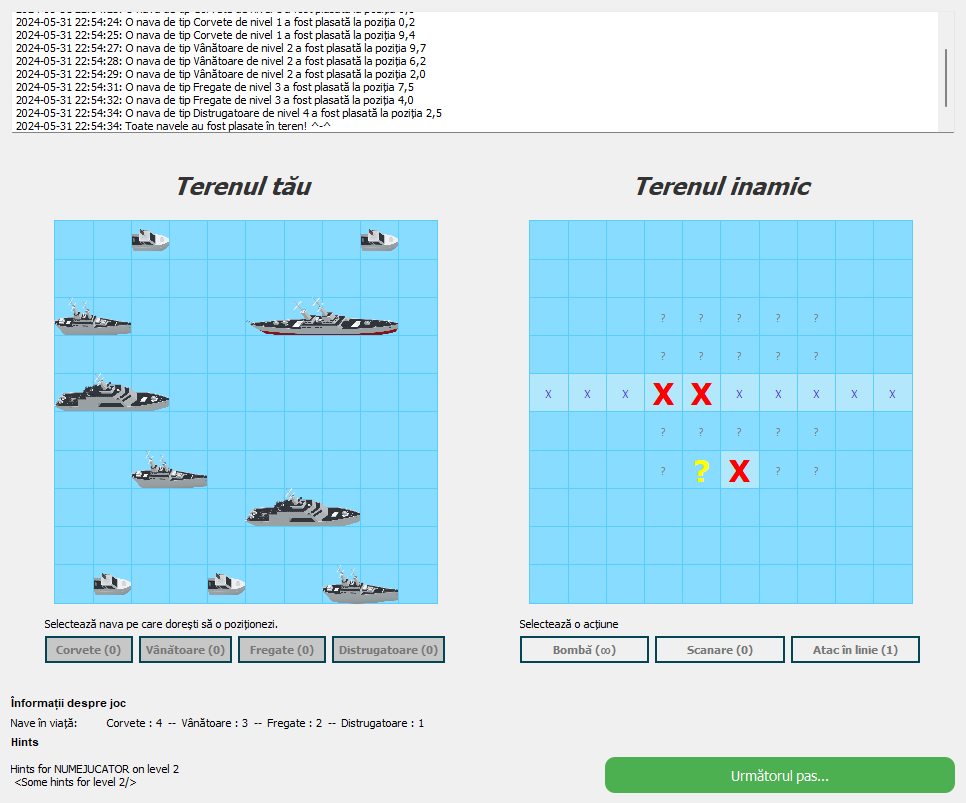 2024-05-31 22:54:24: O nava de tip Corvete de nivel 1 a fost plasată la poziția 0,2
2024-05-31 22:54:25: O nava de tip Corvete de nivel 1 a fost plasată la poziția 9,4
2024-05-31 22:54:27: O nava de tip Vânătoare de nivel 2 a fost plasată la poziția 9,7
2024-05-31 22:54:28: O nava de tip Vânătoare de nivel 2 a fost plasată la poziția 6,2
2024-05-31 22:54:29: O nava de tip Vânătoare de nivel 2 a fost plasată la poziția 2,0
2024-05-31 22:54:31: O nava de tip Fregate de nivel 3 a fost plasată la poziția 7,5
2024-05-31 22:54:32: O nava de tip Fregate de nivel 3 a fost plasată la poziția 4,0
2024-05-31 22:54:34: O nava de tip Distrugatoare de nivel 4 a fost plasată la poziția 2,5
2024-05-31 22:54:34: Toate navele au fost plasate în teren! ^-^
Terenul tău
Terenul inamic
? ? ? ? ?
? ? ? ? ?
X X X X X X X X X X
? ? ? ? ?
? ? X ? ?
Selectează nava pe care dorești să o poziționezi.
Corvete (0) Vânătoare (0) Fregate (0) Distrugatoare (0)
Selectează o acțiune
Bombă (∞) Scanare (0) Atac în linie (1)
Înformații despre joc
Nave în viață: Corvete : 4 -- Vânătoare : 3 -- Fregate : 2 -- Distrugatoare : 1
Hints
Hints for NUMEJUCATOR on level 2
<Some hints for level 2/>
Următorul pas...